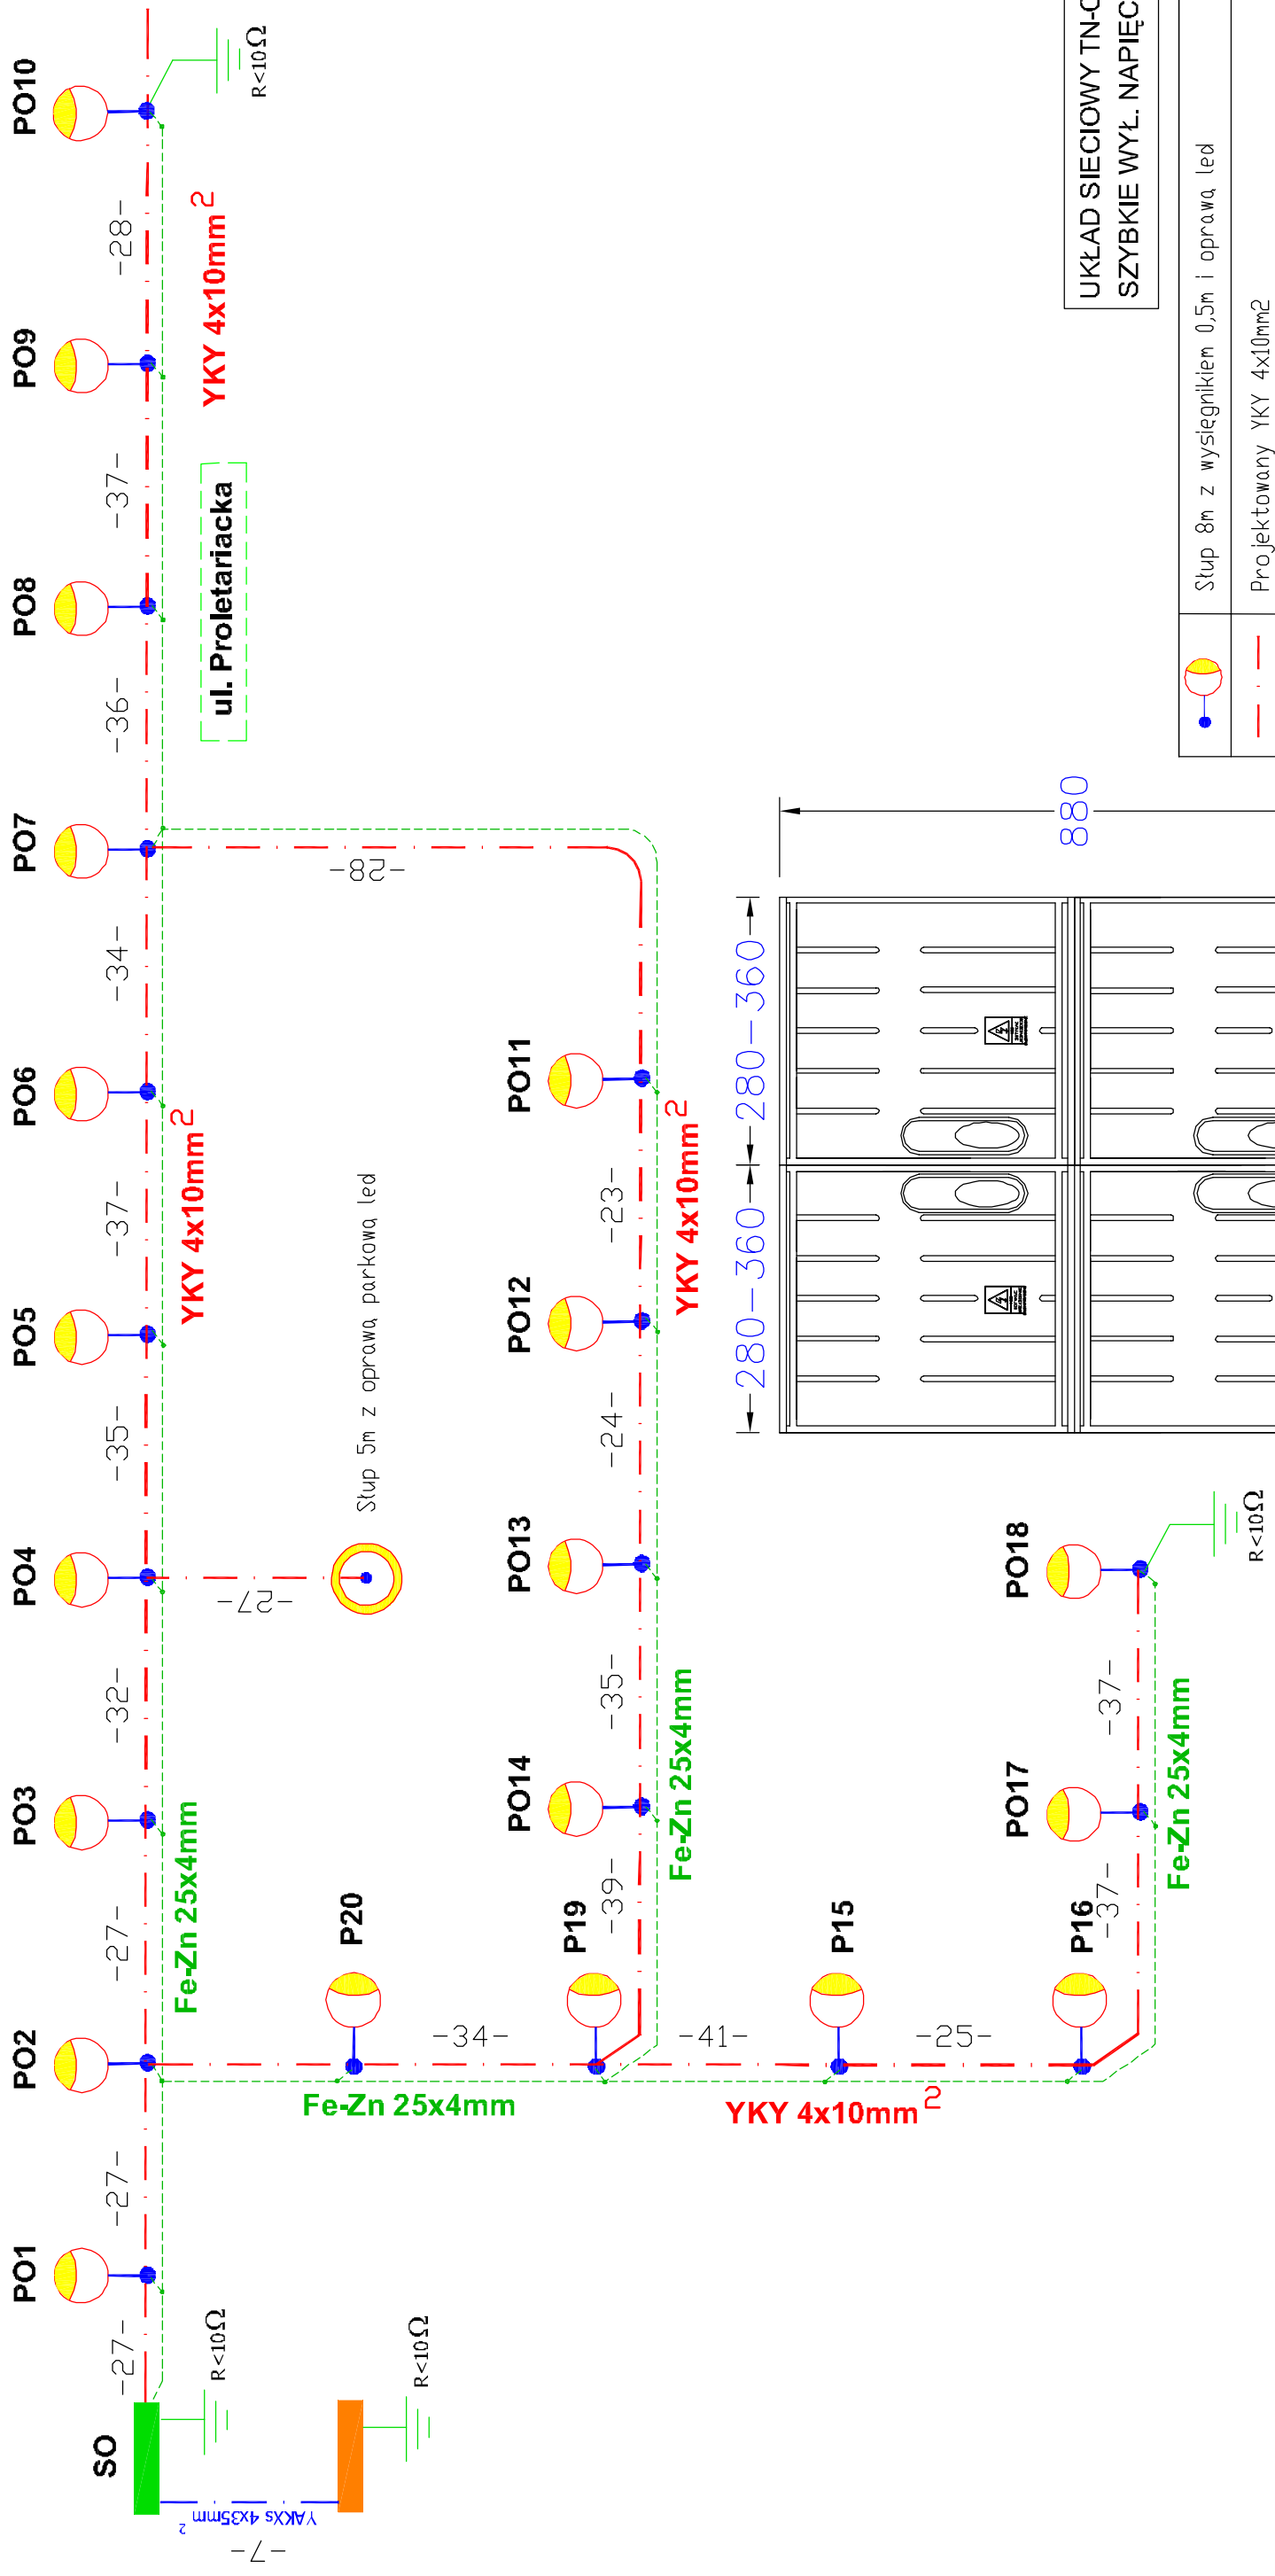 PO1
PO2
PO3
PO4
PO5
PO6
PO7
PO8
PO9
PO10
-27-
-27-
-27-
-32-
-35-
-37-
-34-
-36-
-37-
-28-
SO
R<10Ω
R<10Ω
R<10Ω
YAKXs 4x35mm²
-7-
Fe-Zn 25x4mm
YKY 4x10mm²
YKY 4x10mm²
ul. Proletariacka
-27-
Słup 5m z oprawą parkową led
-28-
P20
P19
P15
P16
-34-
-41-
-25-
Fe-Zn 25x4mm
YKY 4x10mm²
PO14
PO13
PO12
PO11
-39-
-35-
-24-
-23-
Fe-Zn 25x4mm
YKY 4x10mm²
PO17
PO18
-37-
-37-
Fe-Zn 25x4mm
R<10Ω
280-360
280-360
880
UKŁAD SIECIOWY TN-C
SZYBKIE WYŁ. NAPIĘC
Słup 8m z wysięgnikiem 0,5m i oprawą led
Projektowany YKY 4x10mm2